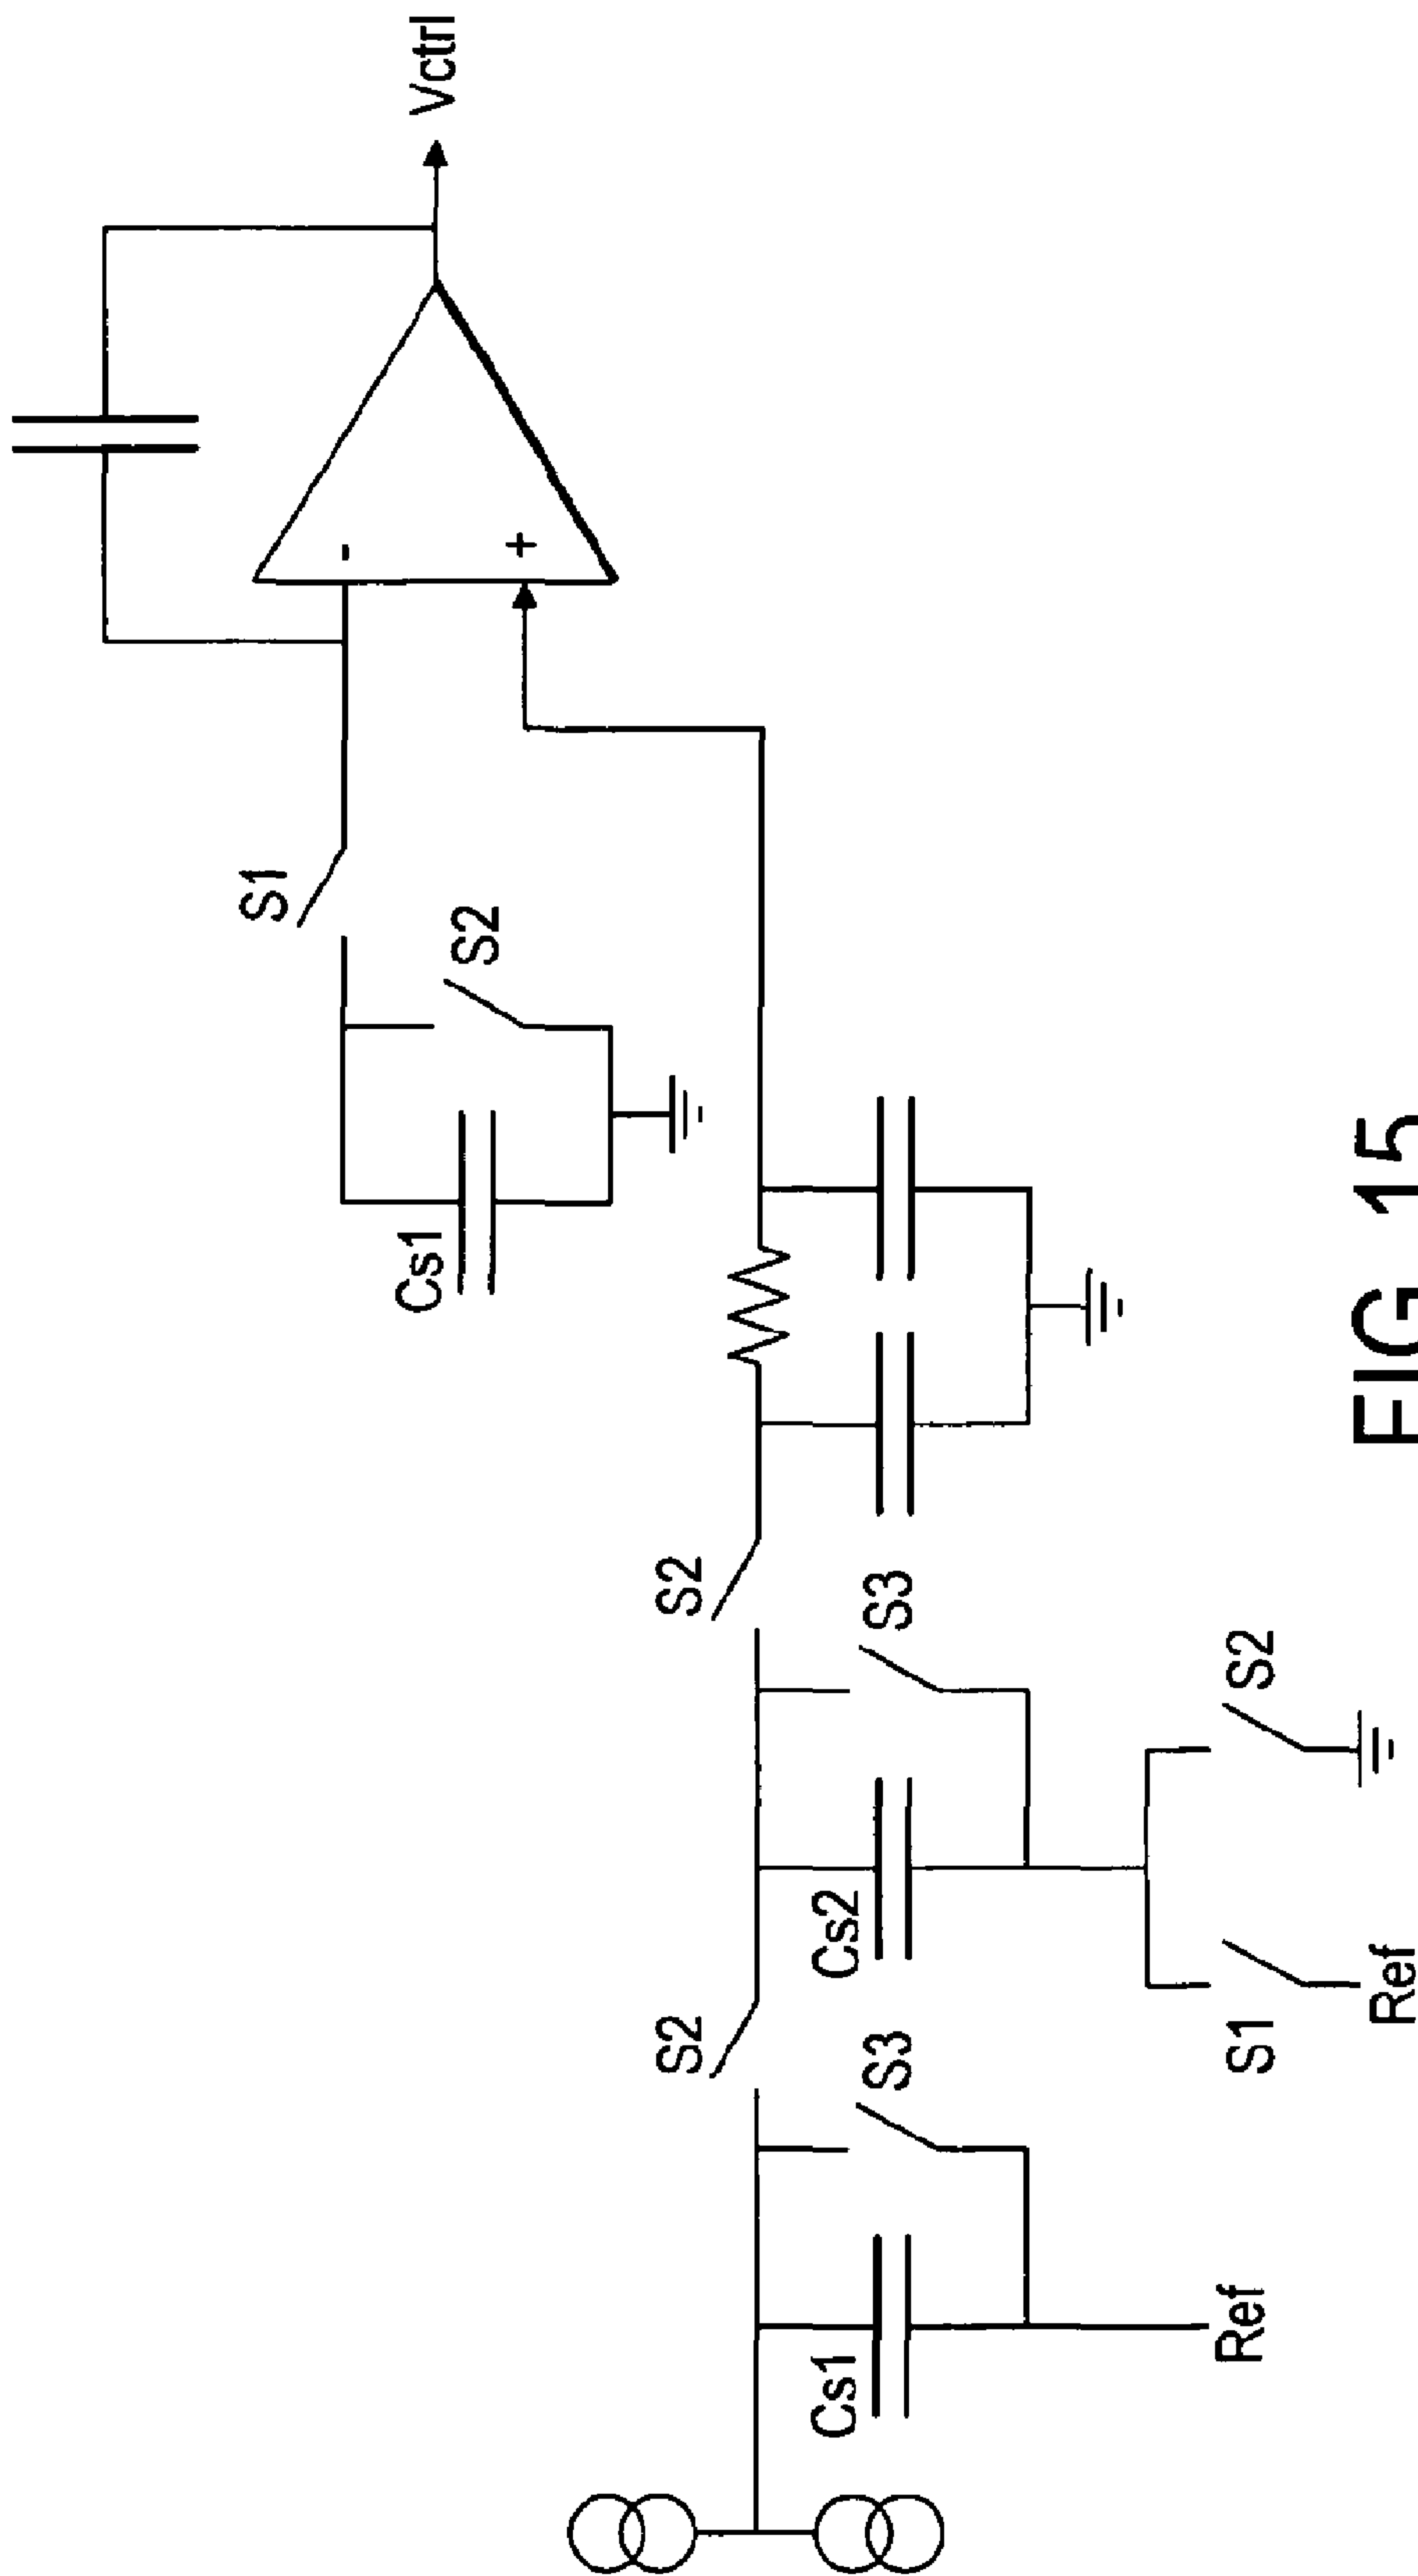 Vctrl
-
+
S1
S2
Cs1
S2
S3
S2
S3
Cs2
S2
Cs1
S1
Ref
Ref
FIG. 15